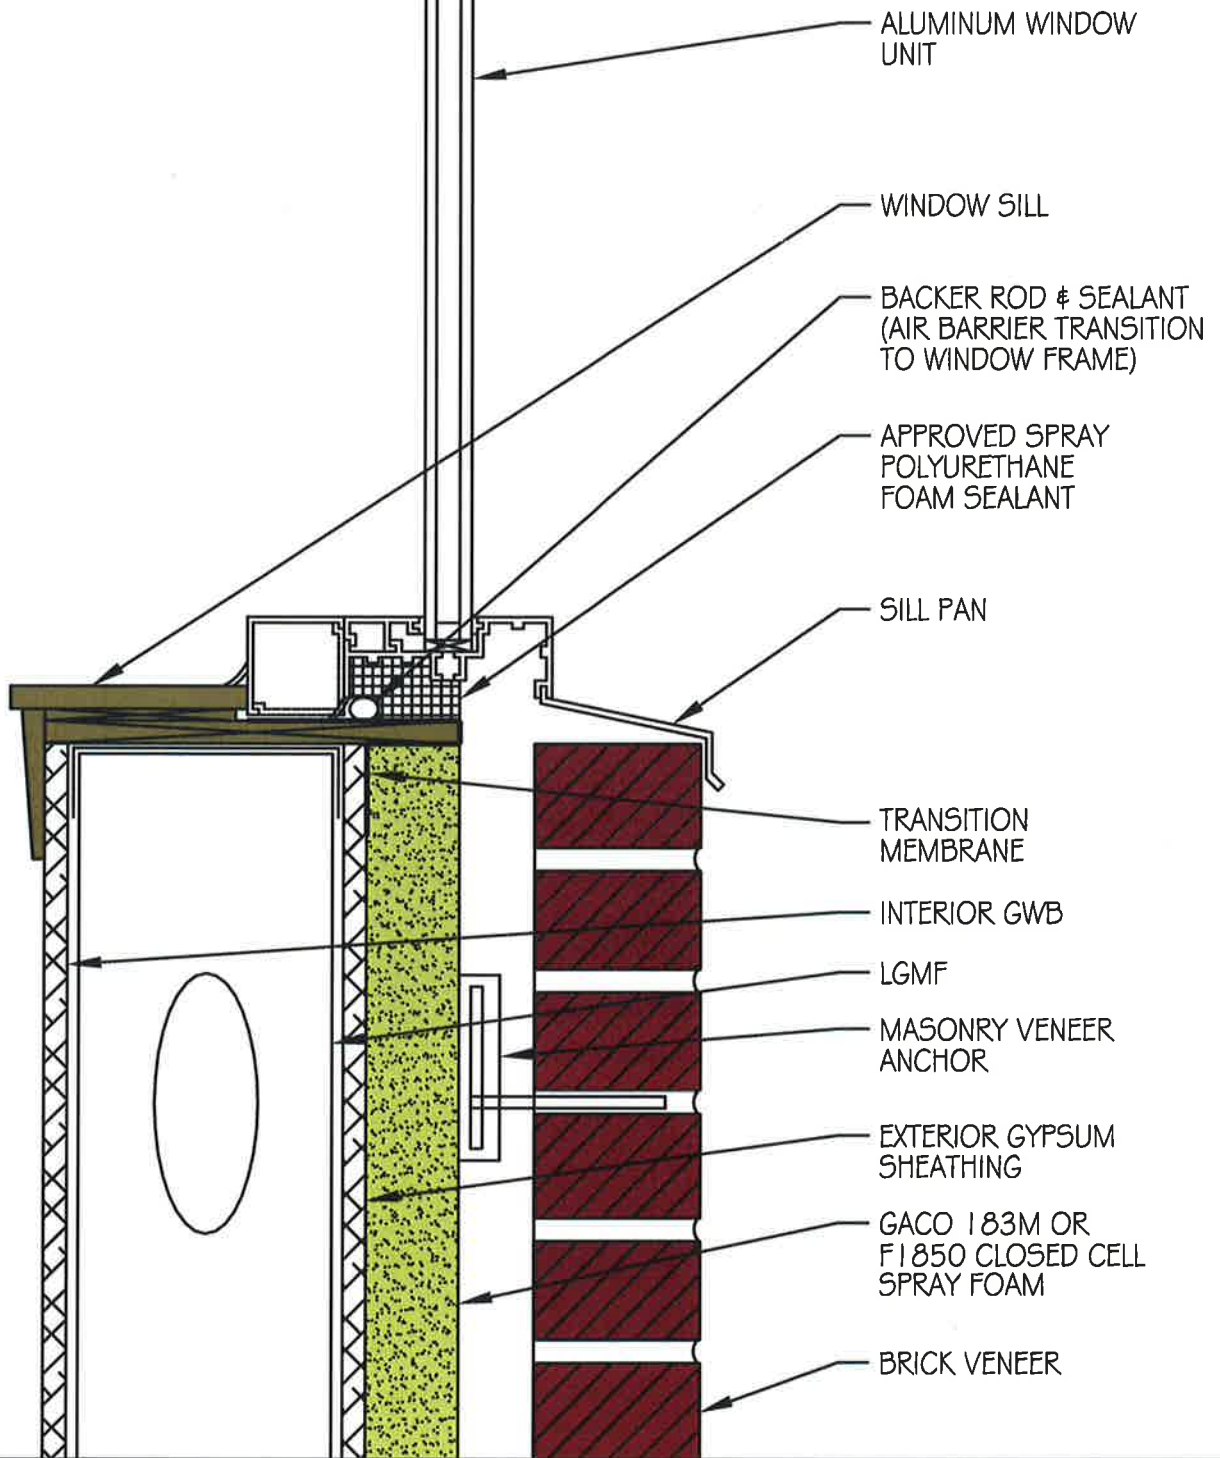 ALUMINUM WINDOW
UNIT
WINDOW SILL
BACKER ROD & SEALANT
(AIR BARRIER TRANSITION
TO WINDOW FRAME)
APPROVED SPRAY
POLYURETHANE
FOAM SEALANT
SILL PAN
TRANSITION
MEMBRANE
INTERIOR GWB
LGMF
MASONRY VENEER
ANCHOR
EXTERIOR GYPSUM
SHEATHING
GACO 183M OR
F1850 CLOSED CELL
SPRAY FOAM
BRICK VENEER